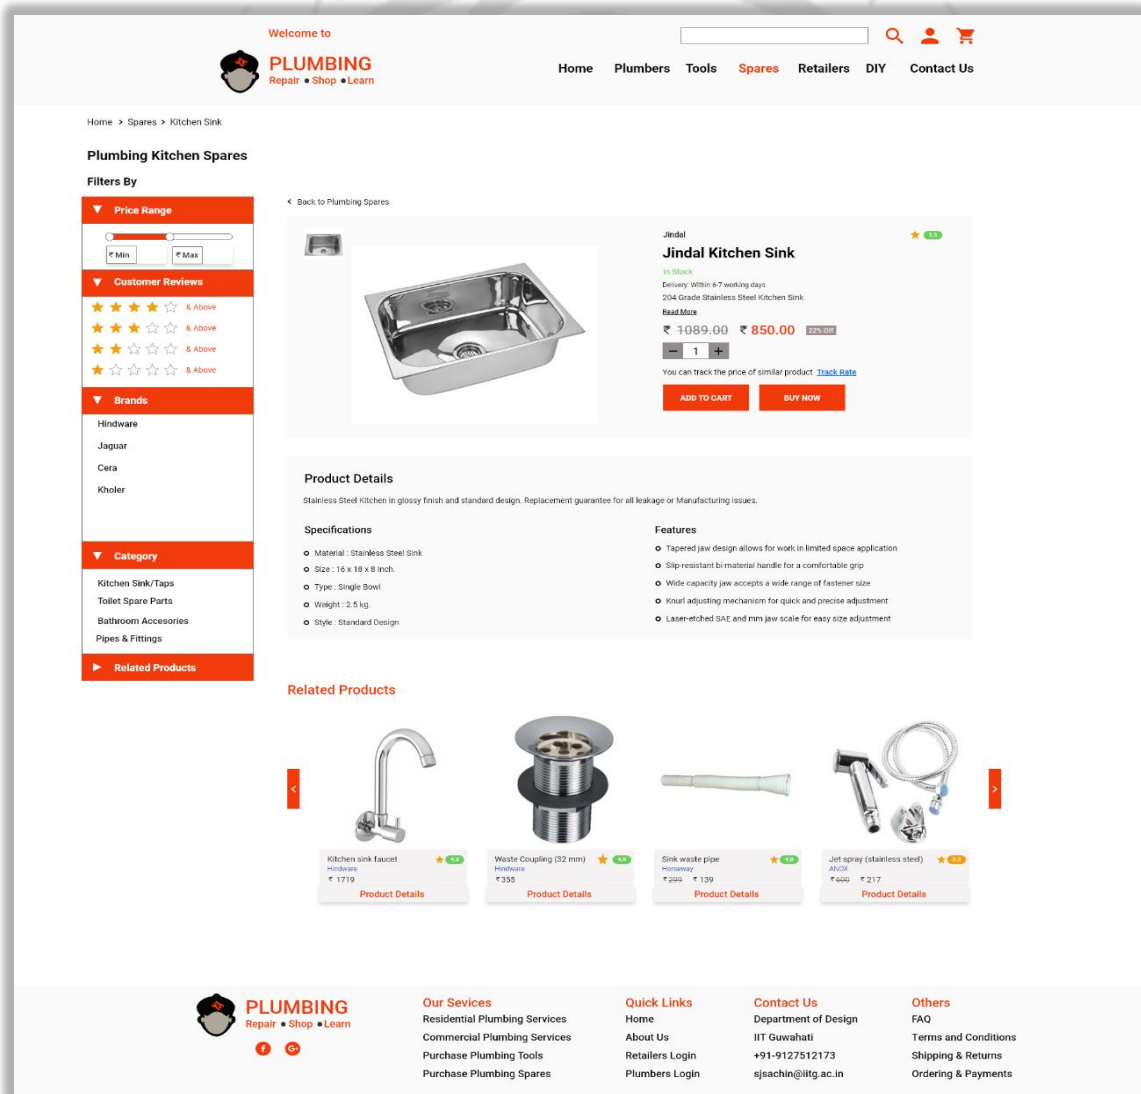 Welcome to
PLUMBING
Repair ● Shop ● Learn
Home Plumbers Tools Spares Retailers DIY Contact Us
Home > Spares > Kitchen Sink
Plumbing Kitchen Spares
Filters By
Price Range
₹ Min ₹ Max
Customer Reviews
& Above
& Above
& Above
& Above
Brands
Hindware
Jaguar
Cera
Kholer
Category
Kitchen Sink/Taps
Toilet Spare Parts
Bathroom Accesories
Pipes & Fittings
Related Products
< Back to Plumbing Spares
Jindal
Jindal Kitchen Sink
In Stock
Delivery: Within 6-7 working days
204 Grade Stainless Steel Kitchen Sink
Read More
₹ 1089.00 ₹ 850.00 22% Off
− 1 +
You can track the price of similar product Track Rate
ADD TO CART BUY NOW
Product Details
Stainless Steel Kitchen in glossy finish and standard design. Replacement guarantee for all leakage or Manufacturing issues.
Specifications
Material : Stainless Steel Sink
Size : 16 x 18 x 8 Inch.
Type : Single Bowl
Weight : 2.5 kg.
Style : Standard Design
Features
Tapered jaw design allows for work in limited space application
Slip-resistant bi-material handle for a comfortable grip
Wide capacity jaw accepts a wide range of fastener size
Knurl adjusting mechanism for quick and precise adjustment
Laser-etched SAE and mm jaw scale for easy size adjustment
Related Products
< >
Kitchen sink faucet
Hindware
₹ 1719
Product Details
Waste Coupling (32 mm)
Hindware
₹ 355
Product Details
Sink waste pipe
Horseway
₹ 299 ₹ 139
Product Details
Jet spray (stainless steel)
ANOX
₹ 600 ₹ 217
Product Details
PLUMBING
Repair ● Shop ● Learn
f G+
Our Sevices
Residential Plumbing Services
Commercial Plumbing Services
Purchase Plumbing Tools
Purchase Plumbing Spares
Quick Links
Home
About Us
Retailers Login
Plumbers Login
Contact Us
Department of Design
IIT Guwahati
+91-9127512173
sjsachin@iitg.ac.in
Others
FAQ
Terms and Conditions
Shipping & Returns
Ordering & Payments